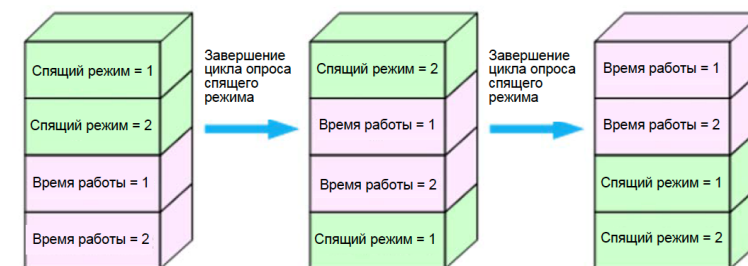 Спящий режим = 1
Спящий режим = 2
Время работы = 1
Время работы = 2
Завершение
цикла опроса
спящего
режима
Спящий режим = 2
Время работы = 1
Время работы = 2
Спящий режим = 1
Завершение
цикла опроса
спящего
режима
Время работы = 1
Время работы = 2
Спящий режим = 1
Спящий режим = 2